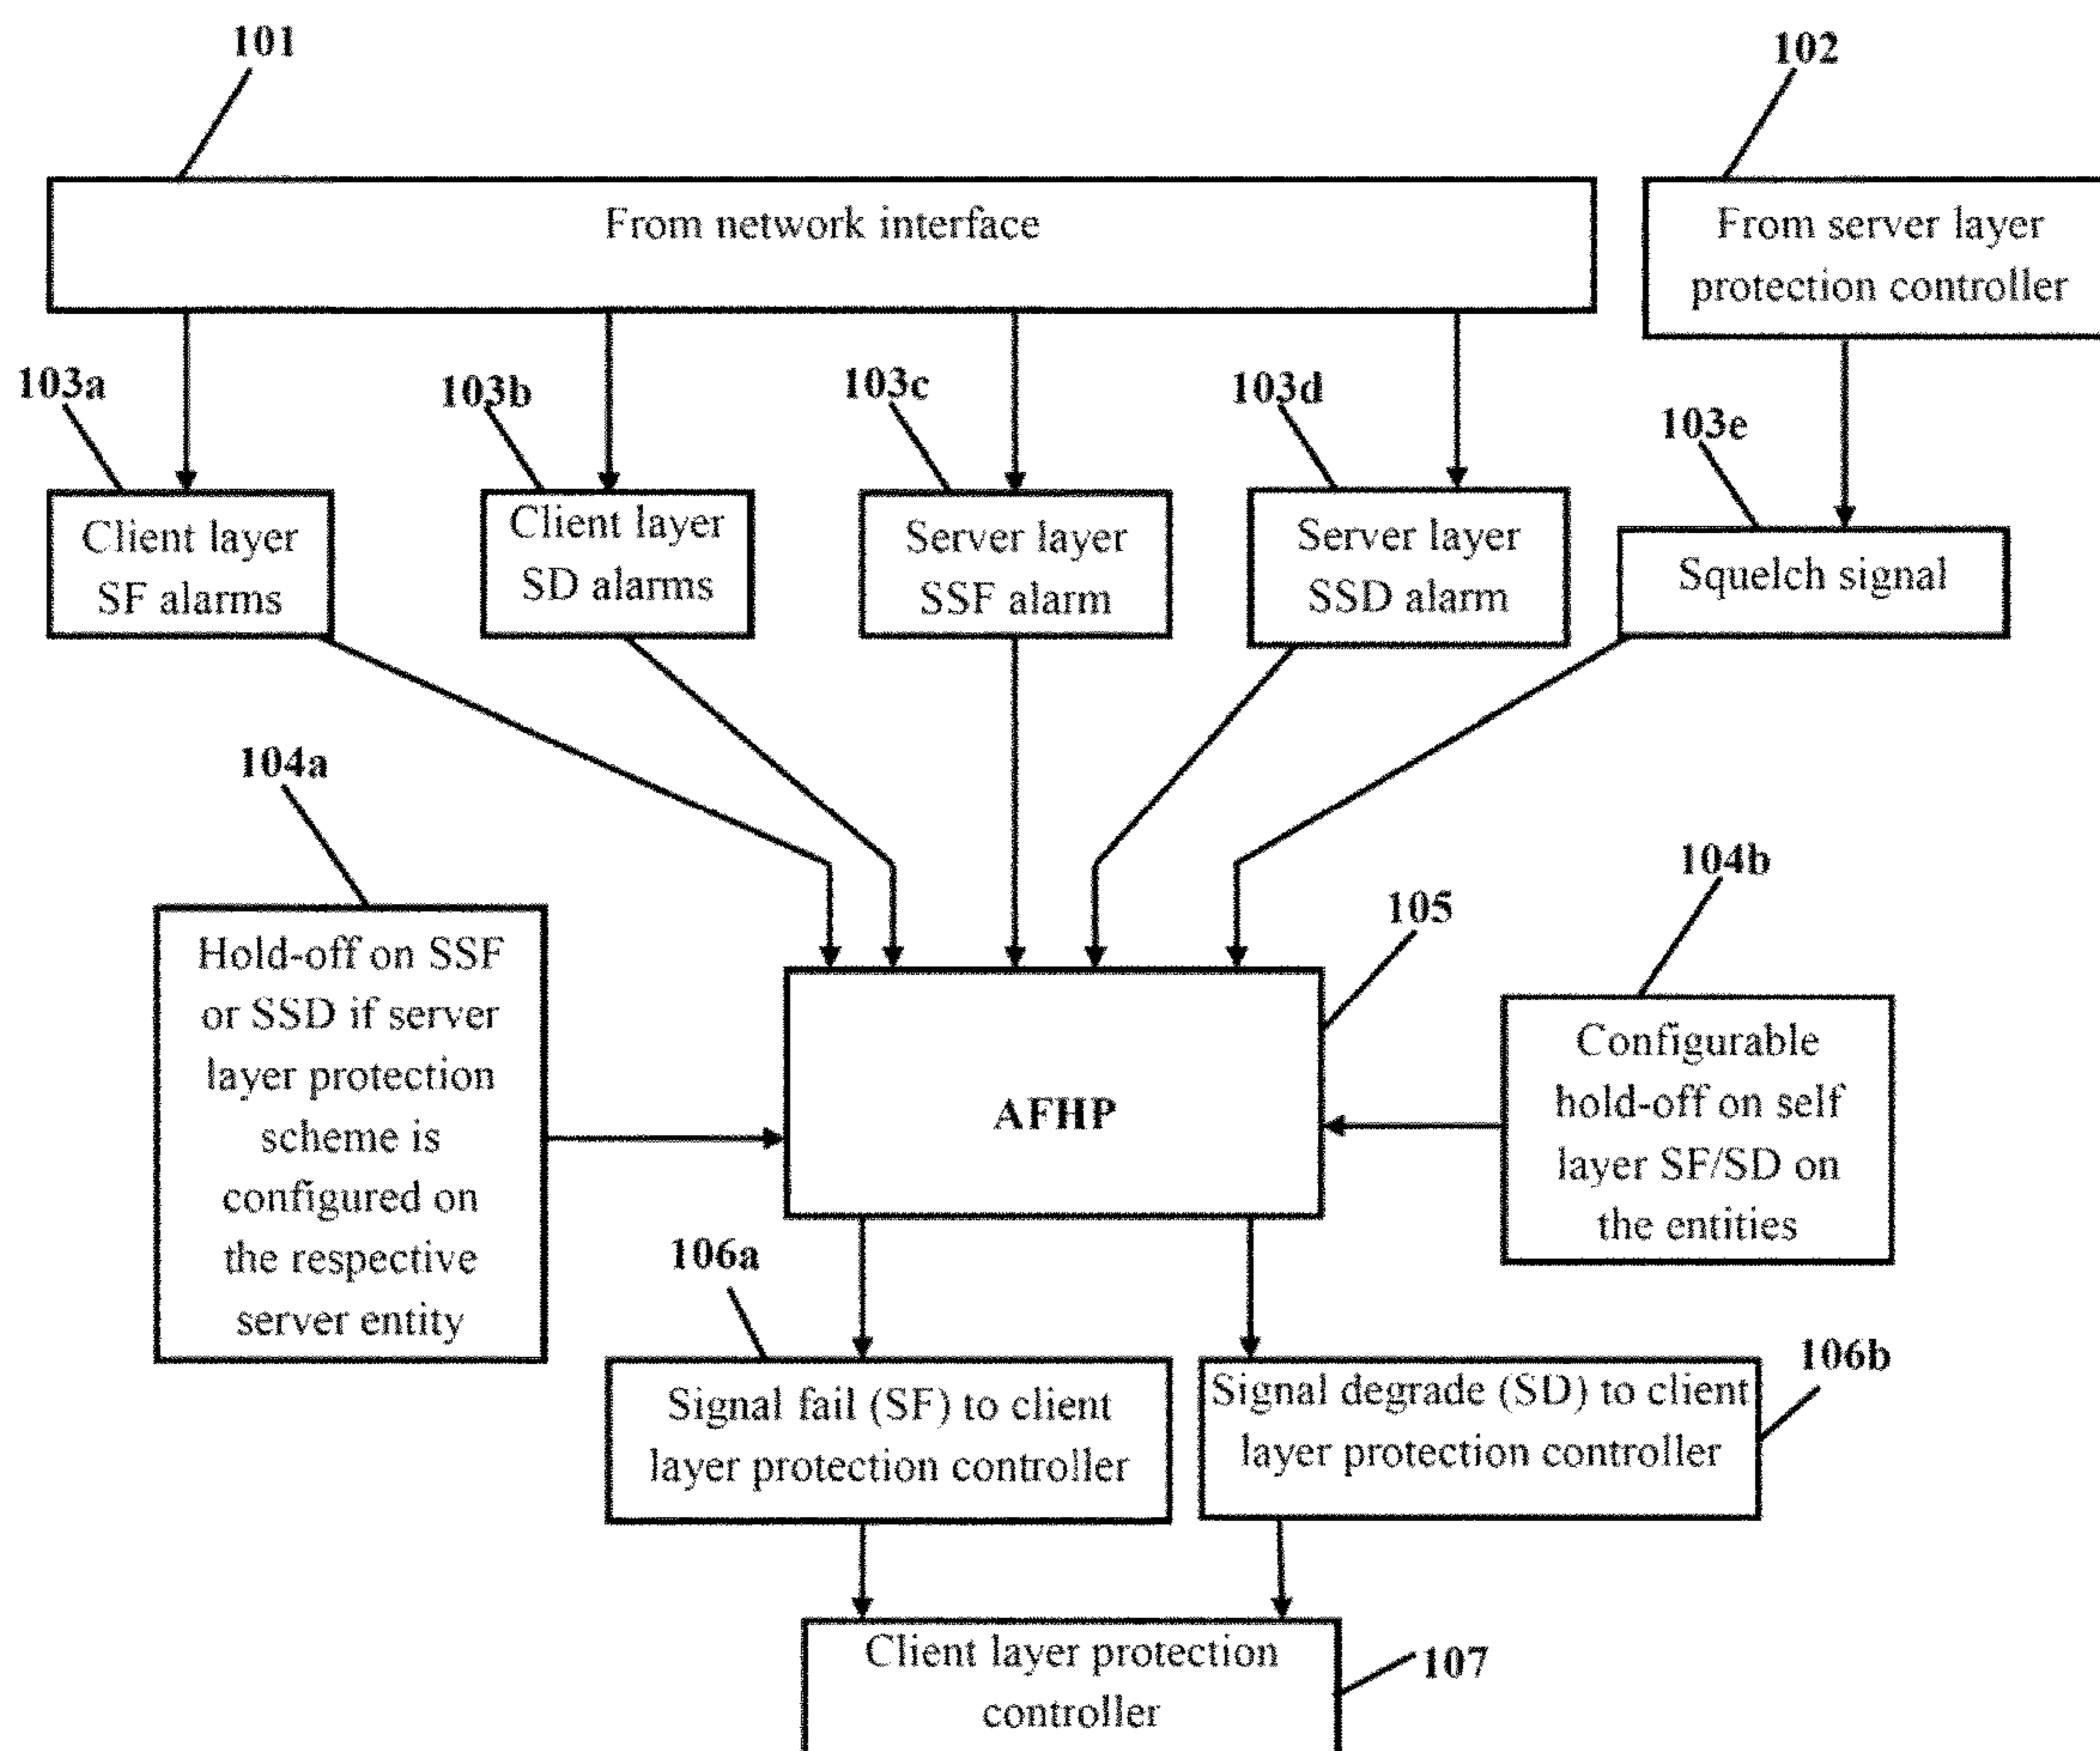 101
102
From network interface
From server layer
protection controller
103a
103b
103c
103d
103e
Client layer
SF alarms
Client layer
SD alarms
Server layer
SSF alarm
Server layer
SSD alarm
Squelch signal
104a
104b
105
Hold-off on SSF
or SSD if server
layer protection
scheme is
configured on
the respective
server entity
AFHP
Configurable
hold-off on self
layer SF/SD on
the entities
106a
106b
Signal fail (SF) to client
layer protection controller
Signal degrade (SD) to client
layer protection controller
Client layer protection
controller
107